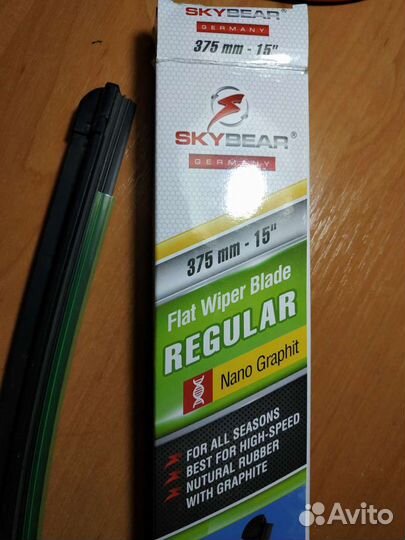 SKYBEAR®
GERMANY
375 mm - 15"
SKYBEAR®
GERMANY
375 mm - 15"
Flat Wiper Blade
REGULAR
Nano Graphit
FOR ALL SEASONS
BEST FOR HIGH-SPEED
NUTURAL RUBBER
WITH GRAPHITE
Avito